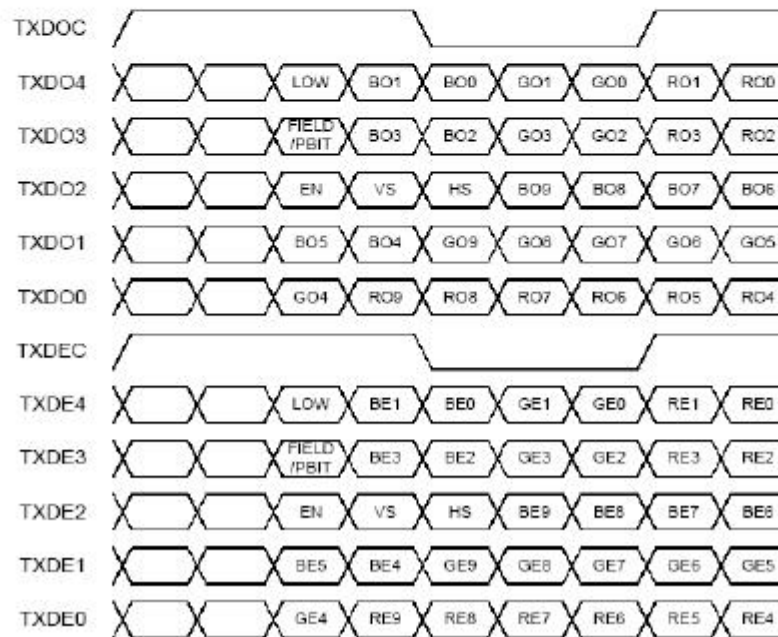 TXDOC
TXDO4 LOW BO1 BO0 GO1 GO0 RO1 RO0
TXDO3 FIELD /PBIT BO3 BO2 GO3 GO2 RO3 RO2
TXDO2 EN VS HS BO9 BO8 BO7 BO6
TXDO1 BO5 BO4 GO9 GO8 GO7 GO6 GO5
TXDO0 GO4 RO9 RO8 RO7 RO6 RO5 RO4
TXDEC
TXDE4 LOW BE1 BE0 GE1 GE0 RE1 RE0
TXDE3 FIELD /PBIT BE3 BE2 GE3 GE2 RE3 RE2
TXDE2 EN VS HS BE9 BE8 BE7 BE6
TXDE1 BE5 BE4 GE9 GE8 GE7 GE6 GE5
TXDE0 GE4 RE9 RE8 RE7 RE6 RE5 RE4